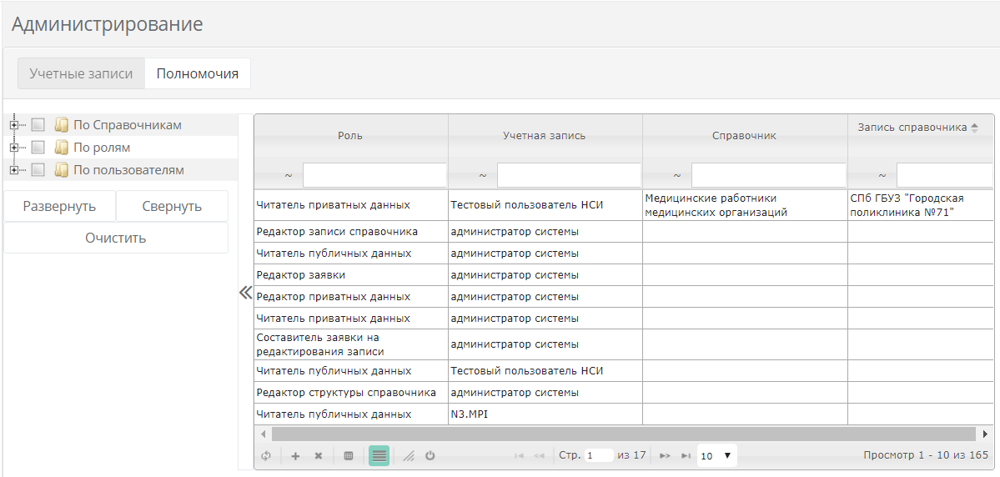 Администрирование
Учетные записи Полномочия
По Справочникам
По ролям
По пользователям
Развернуть Свернуть
Очистить
Роль Учетная запись Справочник Запись справочника
~ ~ ~ ~
Читатель приватных данных Тестовый пользователь НСИ Медицинские работники медицинских организаций СПб ГБУЗ "Городская поликлиника №71"
Редактор записи справочника администратор системы
Читатель публичных данных администратор системы
Редактор заявки администратор системы
Редактор приватных данных администратор системы
Читатель приватных данных администратор системы
Составитель заявки на редактирования записи администратор системы
Читатель публичных данных Тестовый пользователь НСИ
Редактор структуры справочника администратор системы
Читатель публичных данных N3.MPI
Стр. 1 из 17 10 Просмотр 1 - 10 из 165